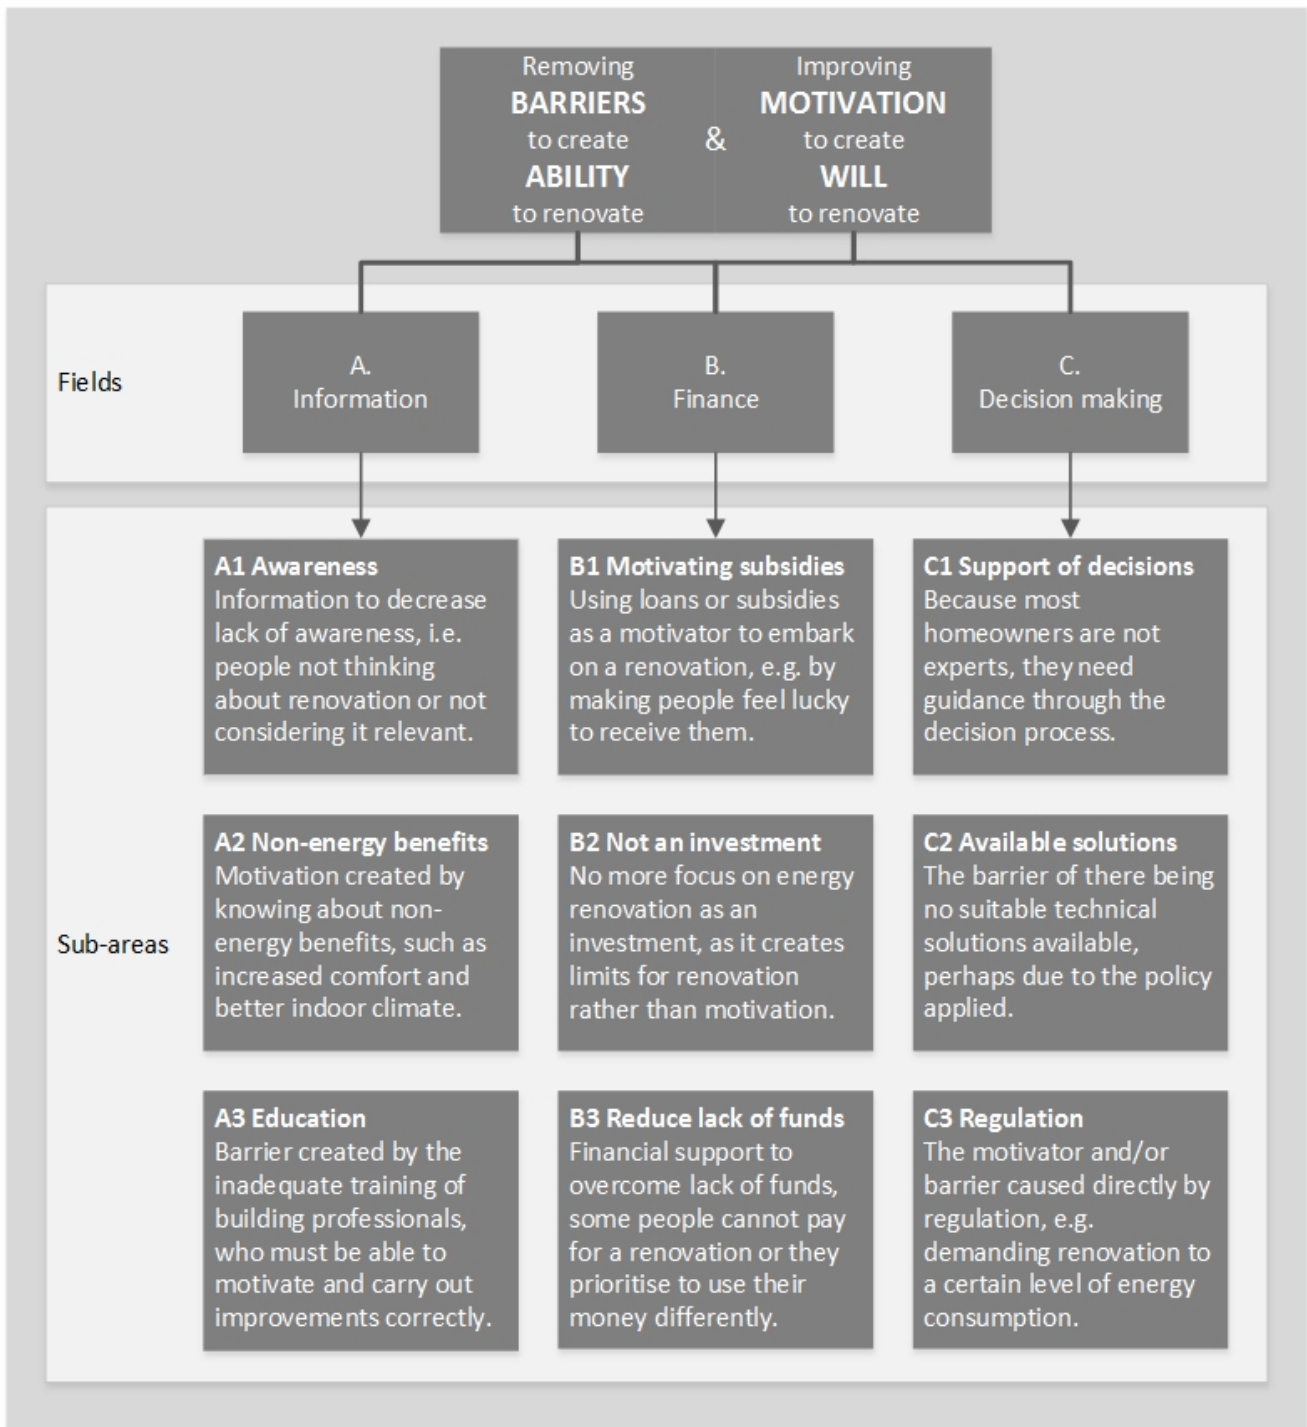 Removing
BARRIERS
to create
ABILITY
to renovate
&
Improving
MOTIVATION
to create
WILL
to renovate
Fields
A.
Information
B.
Finance
C.
Decision making
Sub-areas
A1 Awareness
Information to decrease
lack of awareness, i.e.
people not thinking
about renovation or not
considering it relevant.
B1 Motivating subsidies
Using loans or subsidies
as a motivator to embark
on a renovation, e.g. by
making people feel lucky
to receive them.
C1 Support of decisions
Because most
homeowners are not
experts, they need
guidance through the
decision process.
A2 Non-energy benefits
Motivation created by
knowing about non-
energy benefits, such as
increased comfort and
better indoor climate.
B2 Not an investment
No more focus on energy
renovation as an
investment, as it creates
limits for renovation
rather than motivation.
C2 Available solutions
The barrier of there being
no suitable technical
solutions available,
perhaps due to the policy
applied.
A3 Education
Barrier created by the
inadequate training of
building professionals,
who must be able to
motivate and carry out
improvements correctly.
B3 Reduce lack of funds
Financial support to
overcome lack of funds,
some people cannot pay
for a renovation or they
prioritise to use their
money differently.
C3 Regulation
The motivator and/or
barrier caused directly by
regulation, e.g.
demanding renovation to
a certain level of energy
consumption.